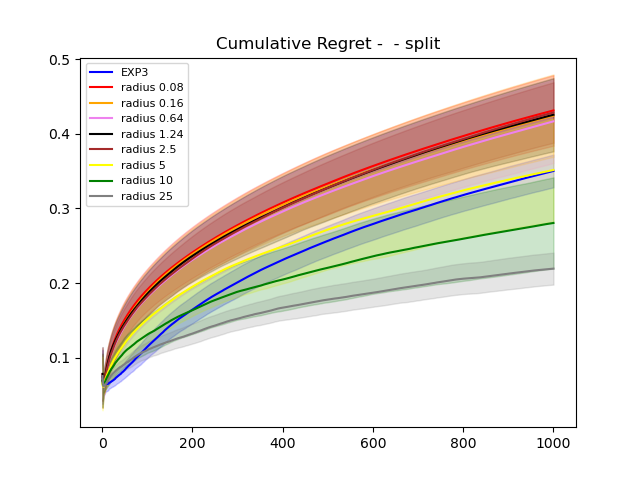 Cumulative Regret -  - split
0.5
0.4
0.3
0.2
0.1
EXP3
radius 0.08
radius 0.16
radius 0.64
radius 1.24
radius 2.5
radius 5
radius 10
radius 25
0 200 400 600 800 1000